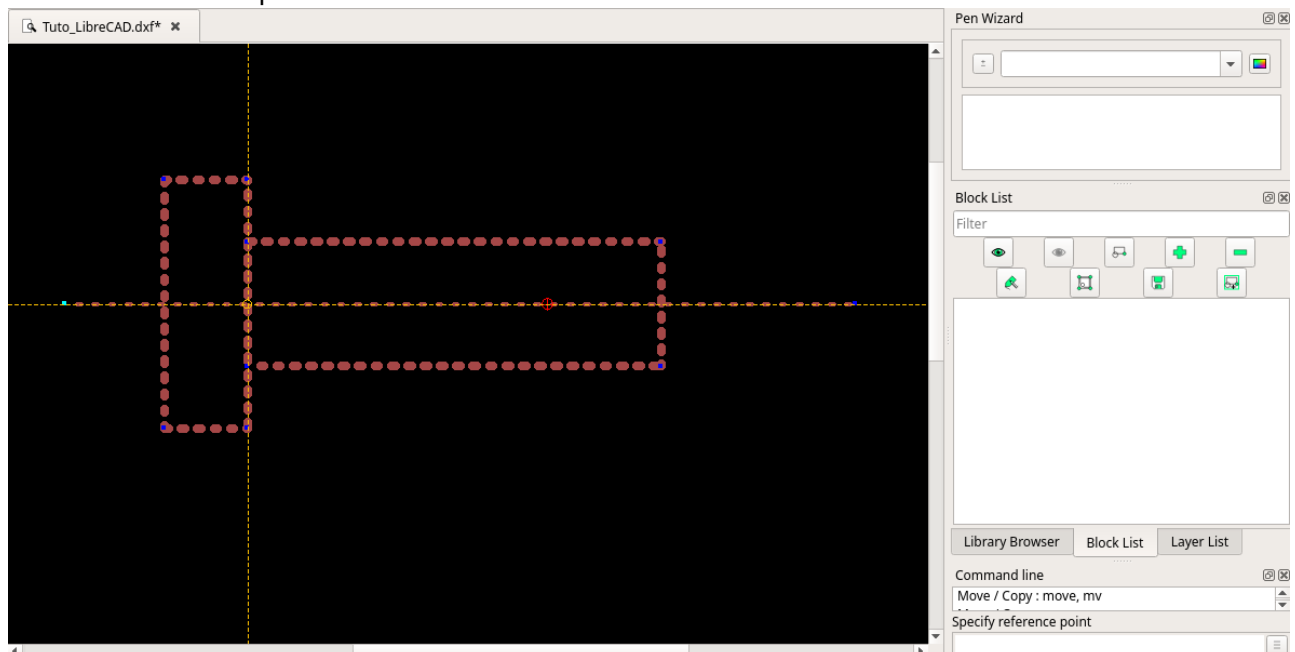 Tuto_LibreCAD.dxf*
Pen Wizard
Block List
Filter
Library Browser
Block List
Layer List
Command line
Move / Copy : move, mv
Specify reference point